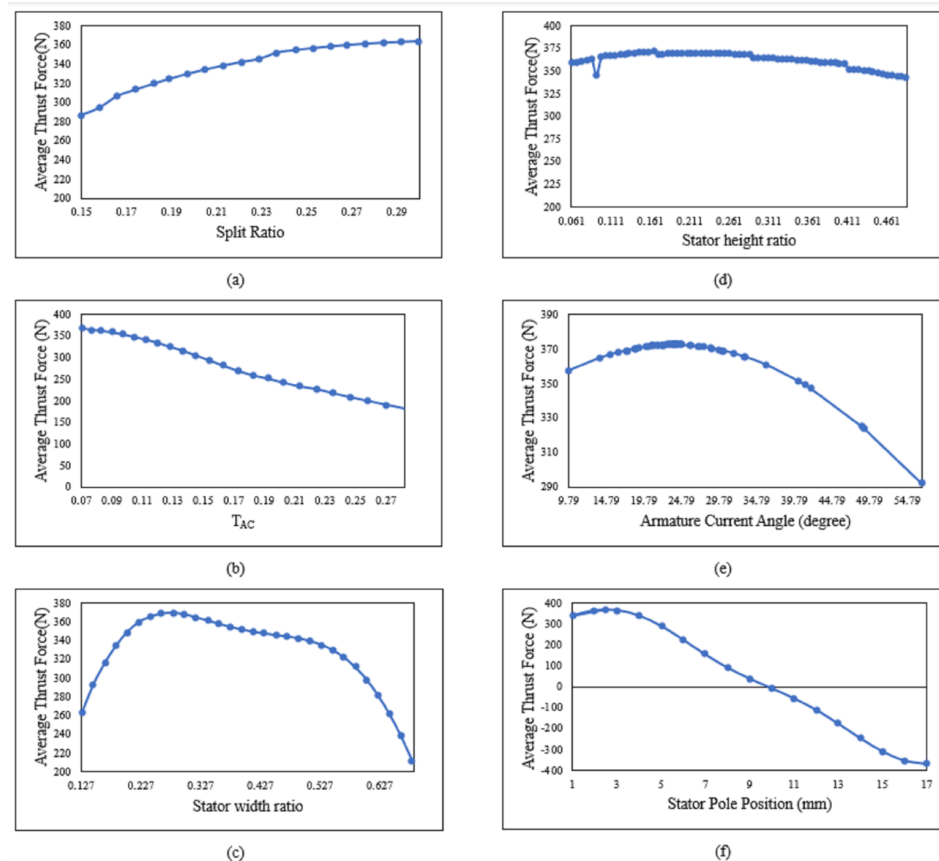 Average Thrust Force(N)
380
360
340
320
300
280
260
240
220
200
0.15 0.17 0.19 0.21 0.23 0.25 0.27 0.29
Split Ratio
(a)
Average Thrust Force(N)
400
375
350
325
300
275
250
225
200
0.061 0.111 0.161 0.211 0.261 0.311 0.361 0.411 0.461
Stator height ratio
(d)
Average Thrust Force (N)
400
350
300
250
200
150
100
50
0
0.07 0.09 0.11 0.13 0.15 0.17 0.19 0.21 0.23 0.25 0.27
TAC
(b)
Average Thrust Force (N)
390
370
350
330
310
290
9.79 14.79 19.79 24.79 29.79 34.79 39.79 44.79 49.79 54.79
Armature Current Angle (degree)
(e)
Average Thrust Force(N)
380
360
340
320
300
280
260
240
220
200
0.127 0.227 0.327 0.427 0.527 0.627
Stator width ratio
(c)
Average Thrust Force (N)
400
300
200
100
0
-100
-200
-300
-400
1 3 5 7 9 11 13 15 17
Stator Pole Position (mm)
(f)